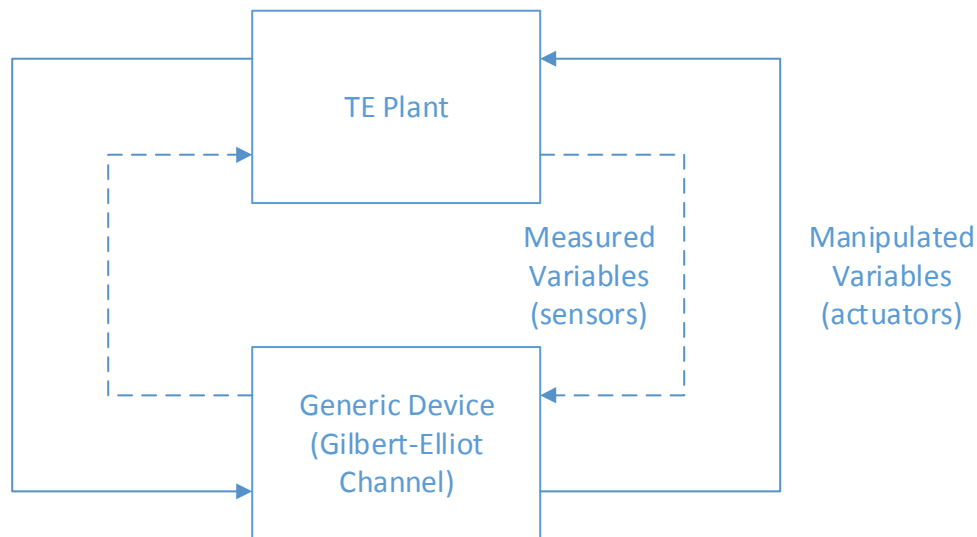 TE Plant
Measured
Variables
(sensors)
Manipulated
Variables
(actuators)
Generic Device
(Gilbert-Elliot
Channel)